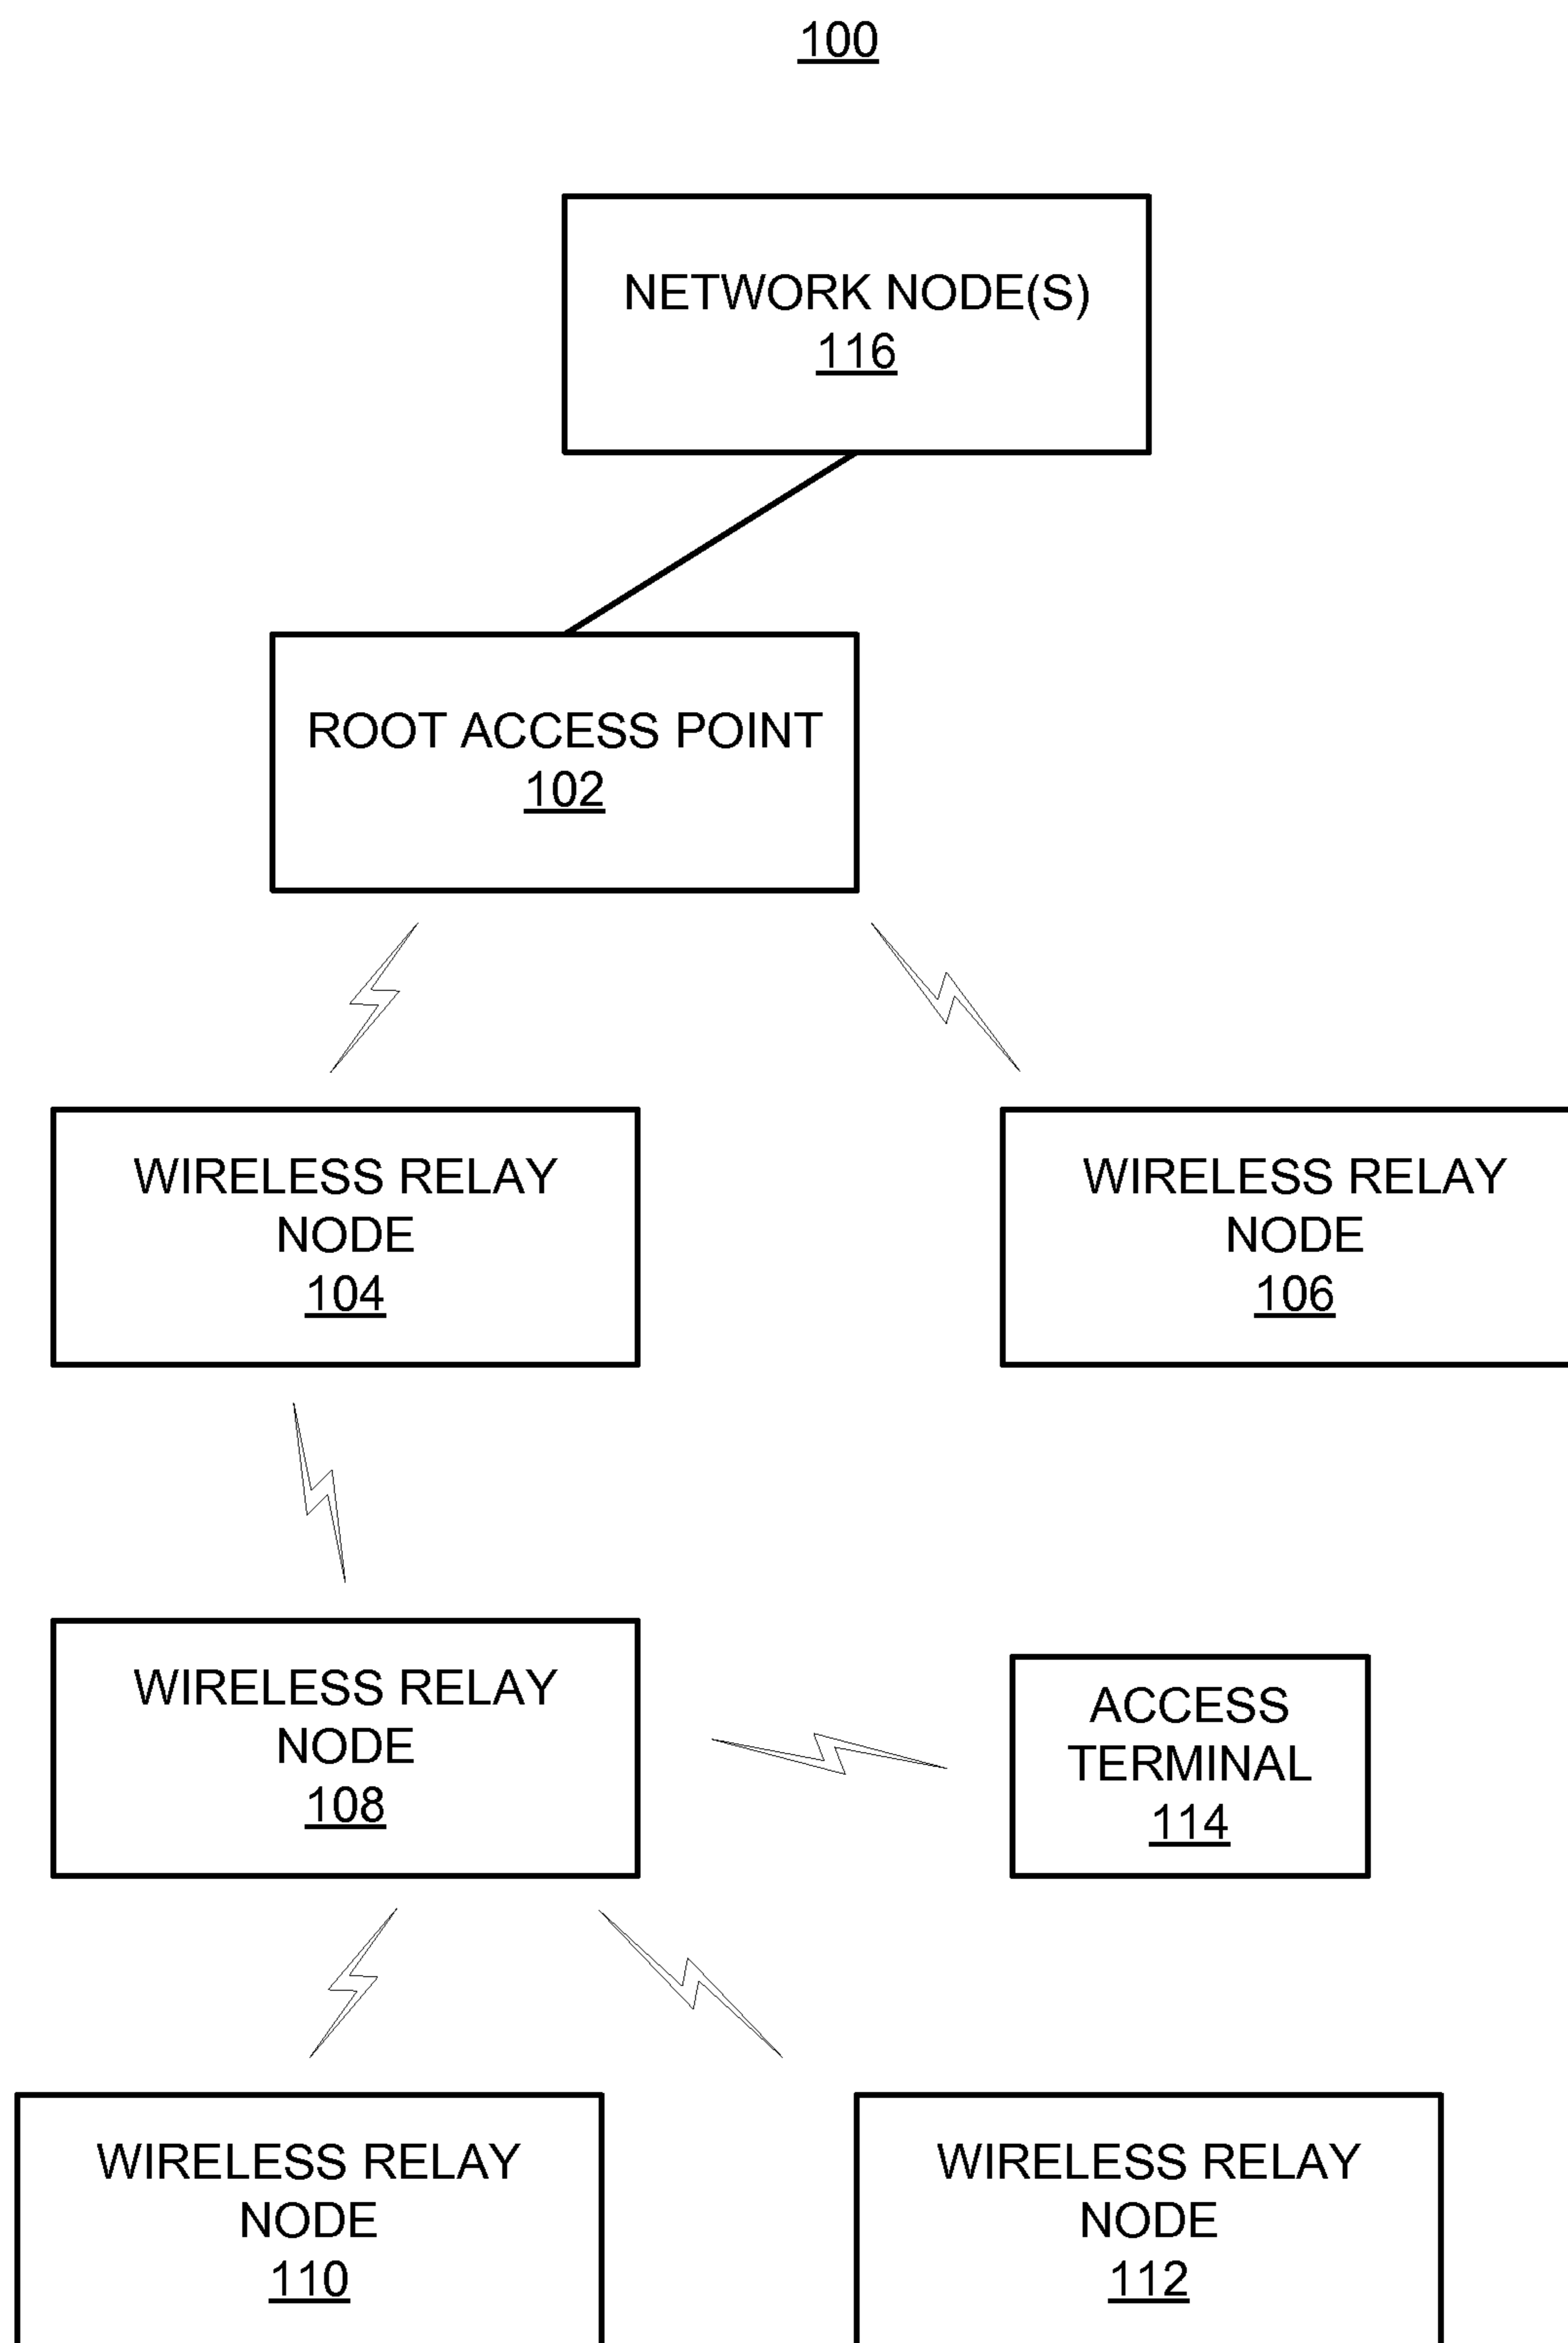 100
NETWORK NODE(S)
116
ROOT ACCESS POINT
102
WIRELESS RELAY
NODE
104
WIRELESS RELAY
NODE
106
WIRELESS RELAY
NODE
108
ACCESS
TERMINAL
114
WIRELESS RELAY
NODE
110
WIRELESS RELAY
NODE
112